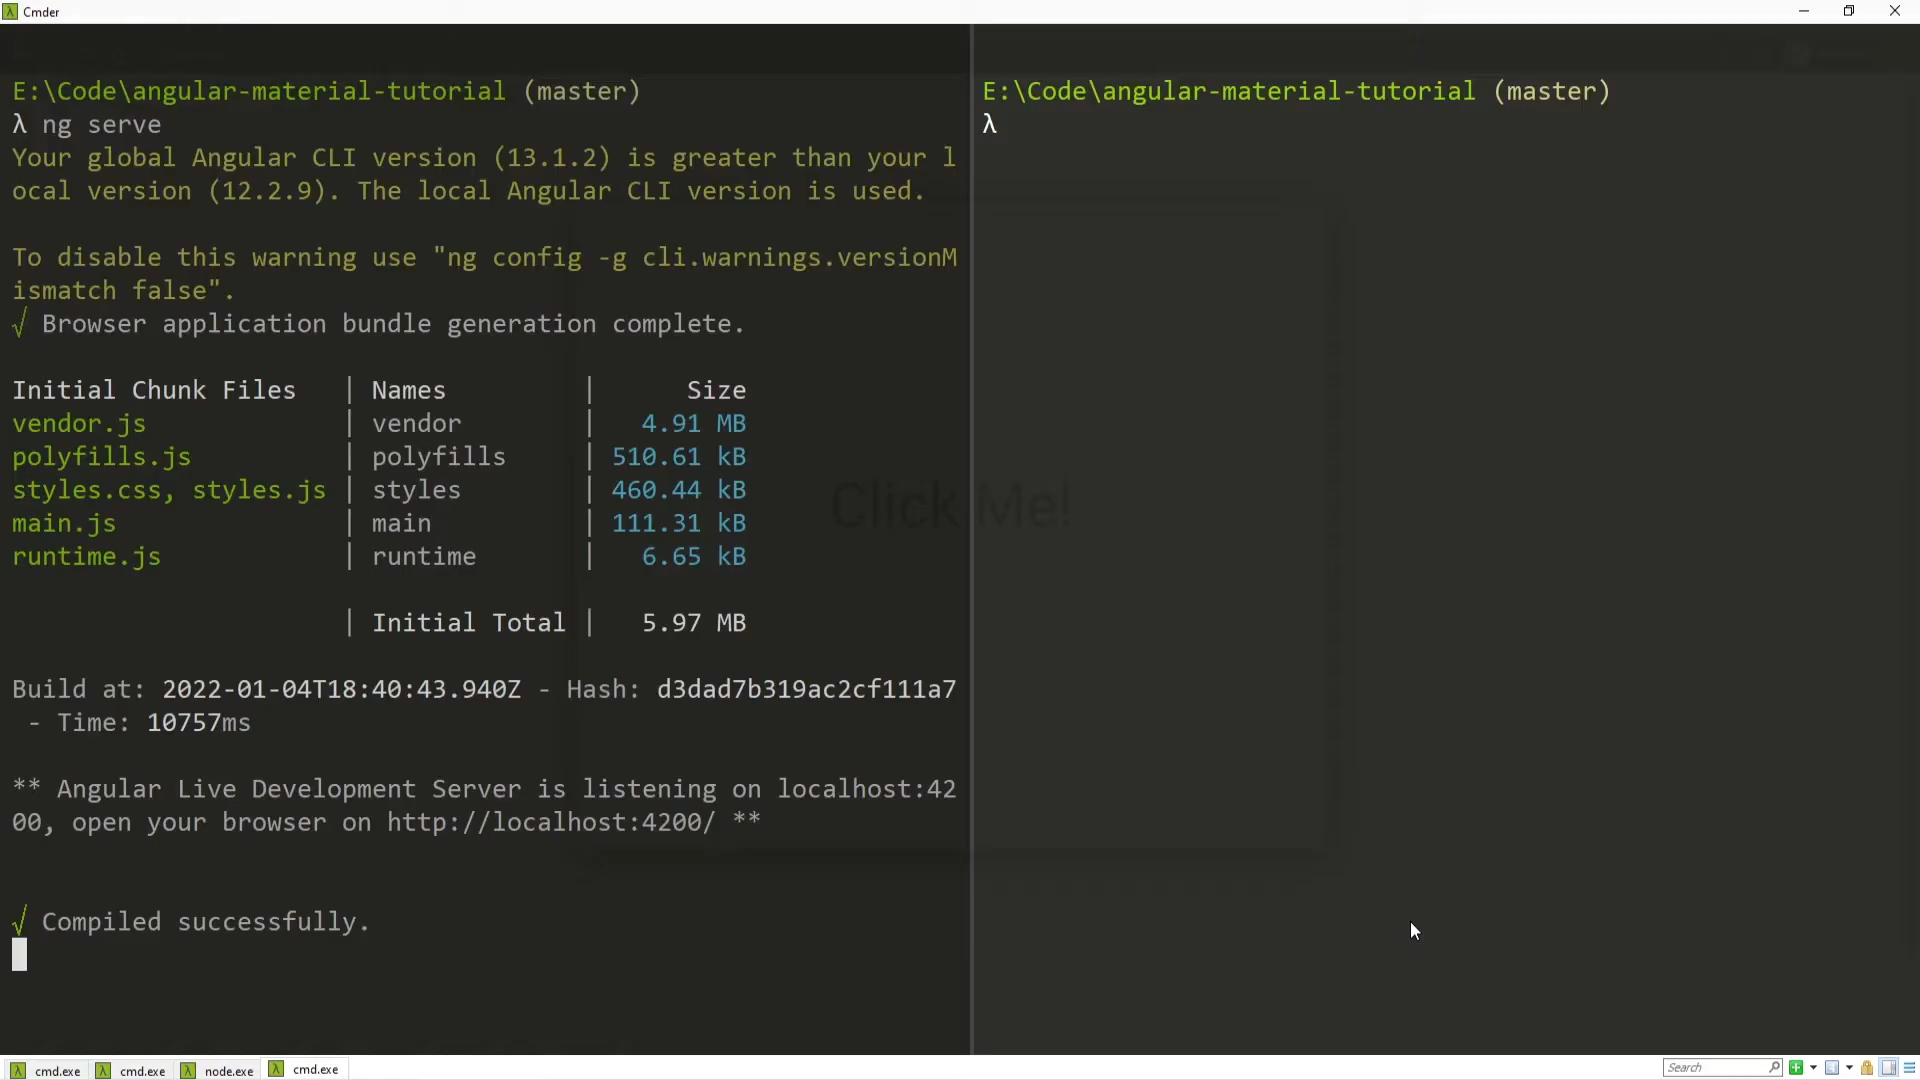 Cmder
E:\Code\angular-material-tutorial (master)
λ ng serve
Your global Angular CLI version (13.1.2) is greater than your l
ocal version (12.2.9). The local Angular CLI version is used.
To disable this warning use "ng config -g cli.warnings.versionM
ismatch false".
√ Browser application bundle generation complete.
Initial Chunk Files | Names | Size
vendor.js | vendor | 4.91 MB
polyfills.js | polyfills | 510.61 kB
styles.css, styles.js | styles | 460.44 kB
main.js | main | 111.31 kB
runtime.js | runtime | 6.65 kB
| Initial Total | 5.97 MB
Build at: 2022-01-04T18:40:43.940Z - Hash: d3dad7b319ac2cf111a7
- Time: 10757ms
** Angular Live Development Server is listening on localhost:42
00, open your browser on http://localhost:4200/ **
√ Compiled successfully.
E:\Code\angular-material-tutorial (master)
λ
Click Me!
cmd.exe
cmd.exe
node.exe
cmd.exe
Search